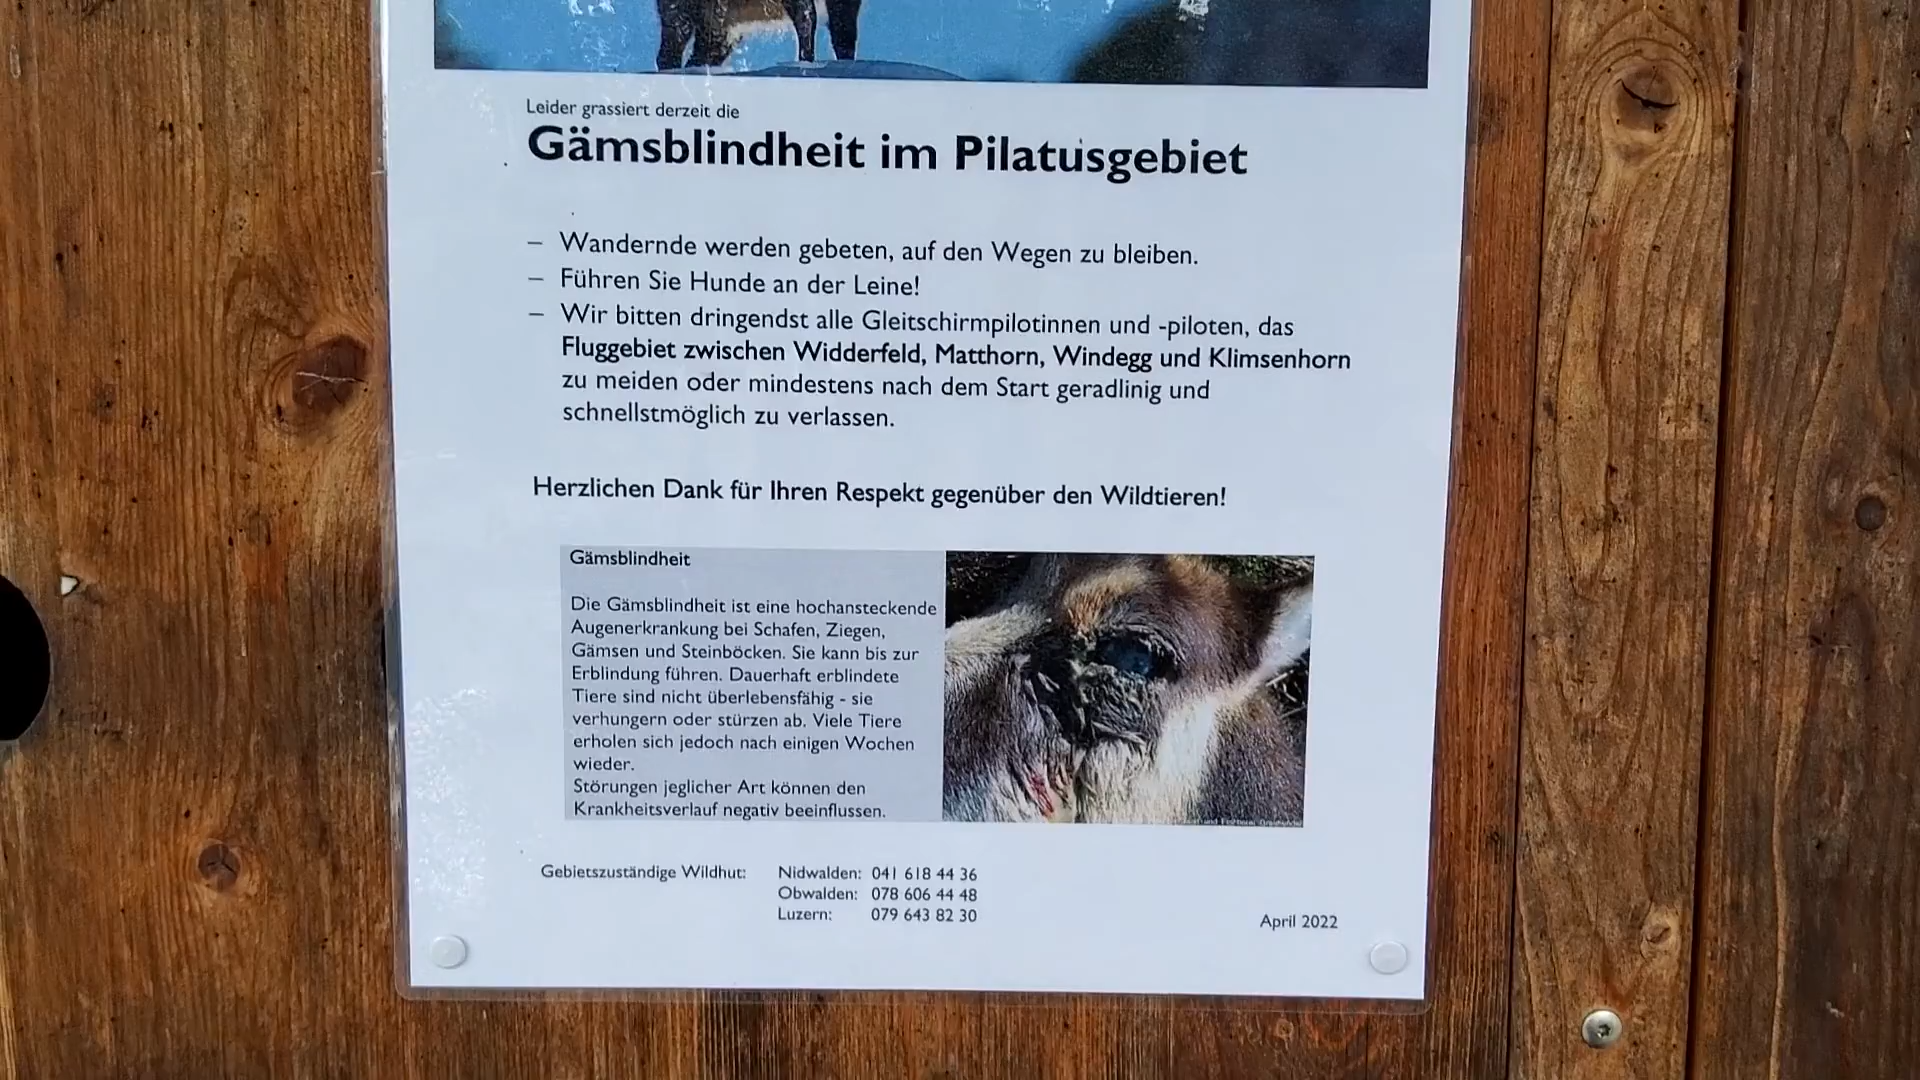 Leider grassiert derzeit die
Gämsblindheit im Pilatusgebiet
– Wandernde werden gebeten, auf den Wegen zu bleiben.
– Führen Sie Hunde an der Leine!
– Wir bitten dringendst alle Gleitschirmpilotinnen und -piloten, das
Fluggebiet zwischen Widderfeld, Matthorn, Windegg und Klimsenhorn
zu meiden oder mindestens nach dem Start geradlinig und
schnellstmöglich zu verlassen.
Herzlichen Dank für Ihren Respekt gegenüber den Wildtieren!
Gämsblindheit
Die Gämsblindheit ist eine hochansteckende
Augenerkrankung bei Schafen, Ziegen,
Gämsen und Steinböcken. Sie kann bis zur
Erblindung führen. Dauerhaft erblindete
Tiere sind nicht überlebensfähig - sie
verhungern oder stürzen ab. Viele Tiere
erholen sich jedoch nach einigen Wochen
wieder.
Störungen jeglicher Art können den
Krankheitsverlauf negativ beeinflussen.
Gebietszuständige Wildhut: Nidwalden: 041 618 44 36
Obwalden: 078 606 44 48
Luzern: 079 643 82 30
April 2022